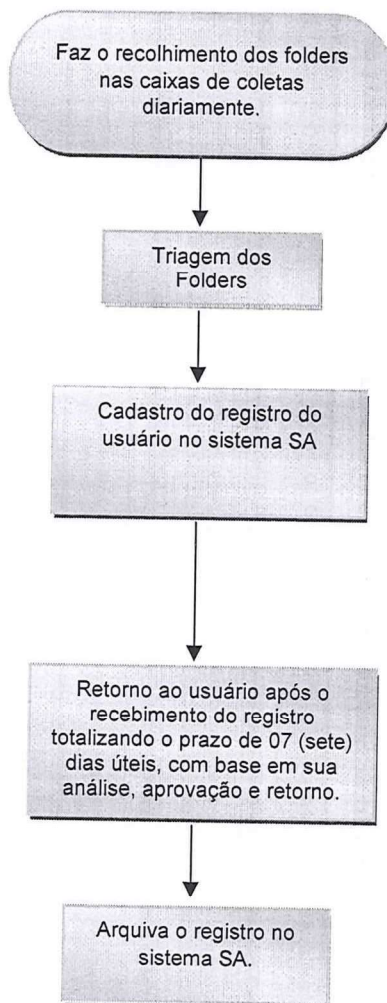 Faz o recolhimento dos folders
nas caixas de coletas
diariamente.
Triagem dos
Folders
Cadastro do registro do
usuário no sistema SA
Retorno ao usuário após o
recebimento do registro
totalizando o prazo de 07 (sete)
dias úteis, com base em sua
análise, aprovação e retorno.
Arquiva o registro no
sistema SA.